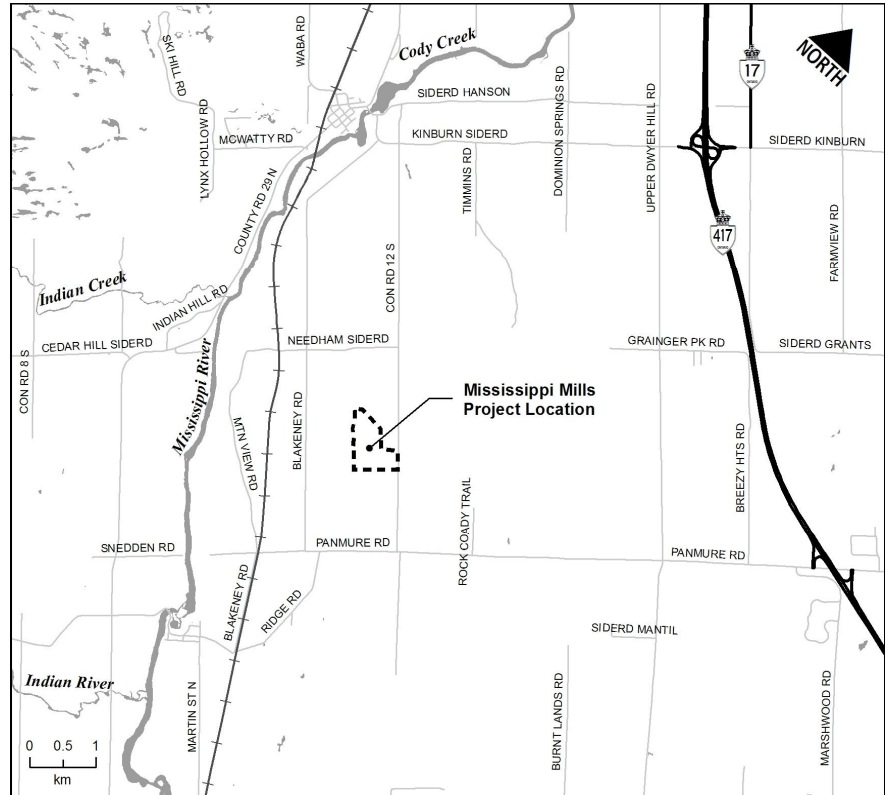 SKI HILL RD
WABA RD
Cody Creek
17
ONTARIO
NORTH
LYNX HOLLOW RD
MCWATTY RD
SIDERD HANSON
KINBURN SIDERD
DOMINION SPRINGS RD
UPPER DWYER HILL RD
SIDERD KINBURN
TIMMINS RD
COUNTY RD 29 N
417
ONTARIO
FARMVIEW RD
Indian Creek
INDIAN HILL RD
CON RD 12 S
CEDAR HILL SIDERD
NEEDHAM SIDERD
GRAINGER PK RD
SIDERD GRANTS
CON RD 8 S
Mississippi River
MTN VIEW RD
BLAKENEY RD
Mississippi Mills
Project Location
BREEZY HTS RD
ROCK COADY TRAIL
SNEDDEN RD
PANMURE RD
PANMURE RD
BLAKENEY RD
RIDGE RD
SIDERD MANTIL
Indian River
MARTIN ST N
BURNT LANDS RD
MARSHWOOD RD
0 0.5 1
km